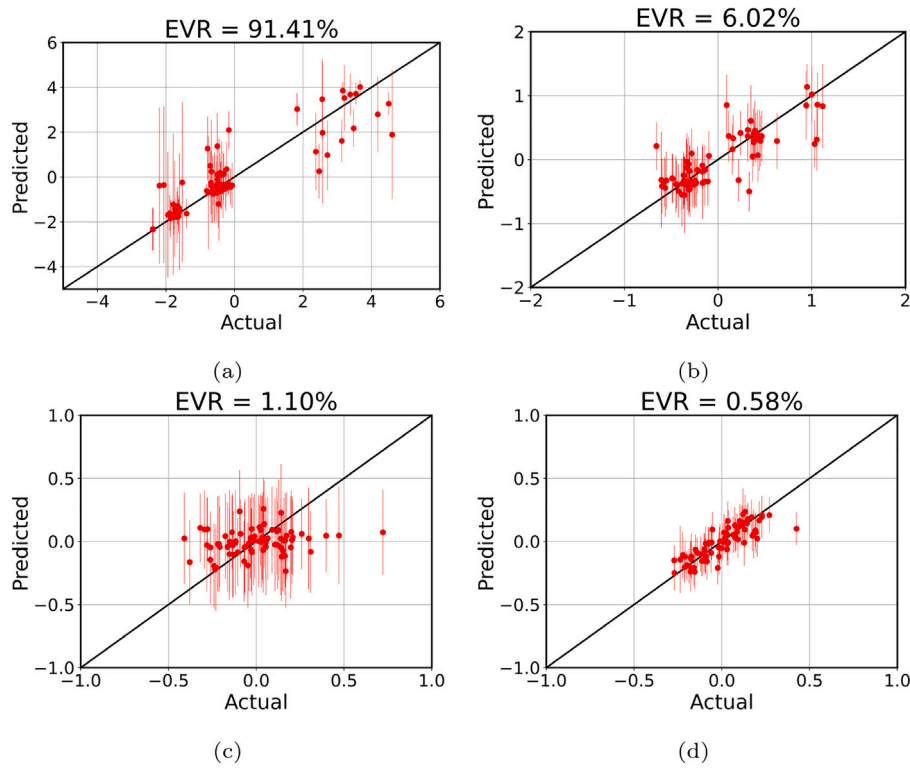 EVR = 91.41%
6
4
2
0
−2
−4
Predicted
−4
−2
0
2
4
6
Actual
(a)
EVR = 6.02%
2
1
0
−1
−2
Predicted
−2
−1
0
1
2
Actual
(b)
EVR = 1.10%
1.0
0.5
0.0
−0.5
−1.0
Predicted
−1.0
−0.5
0.0
0.5
1.0
Actual
(c)
EVR = 0.58%
1.0
0.5
0.0
−0.5
−1.0
Predicted
−1.0
−0.5
0.0
0.5
1.0
Actual
(d)